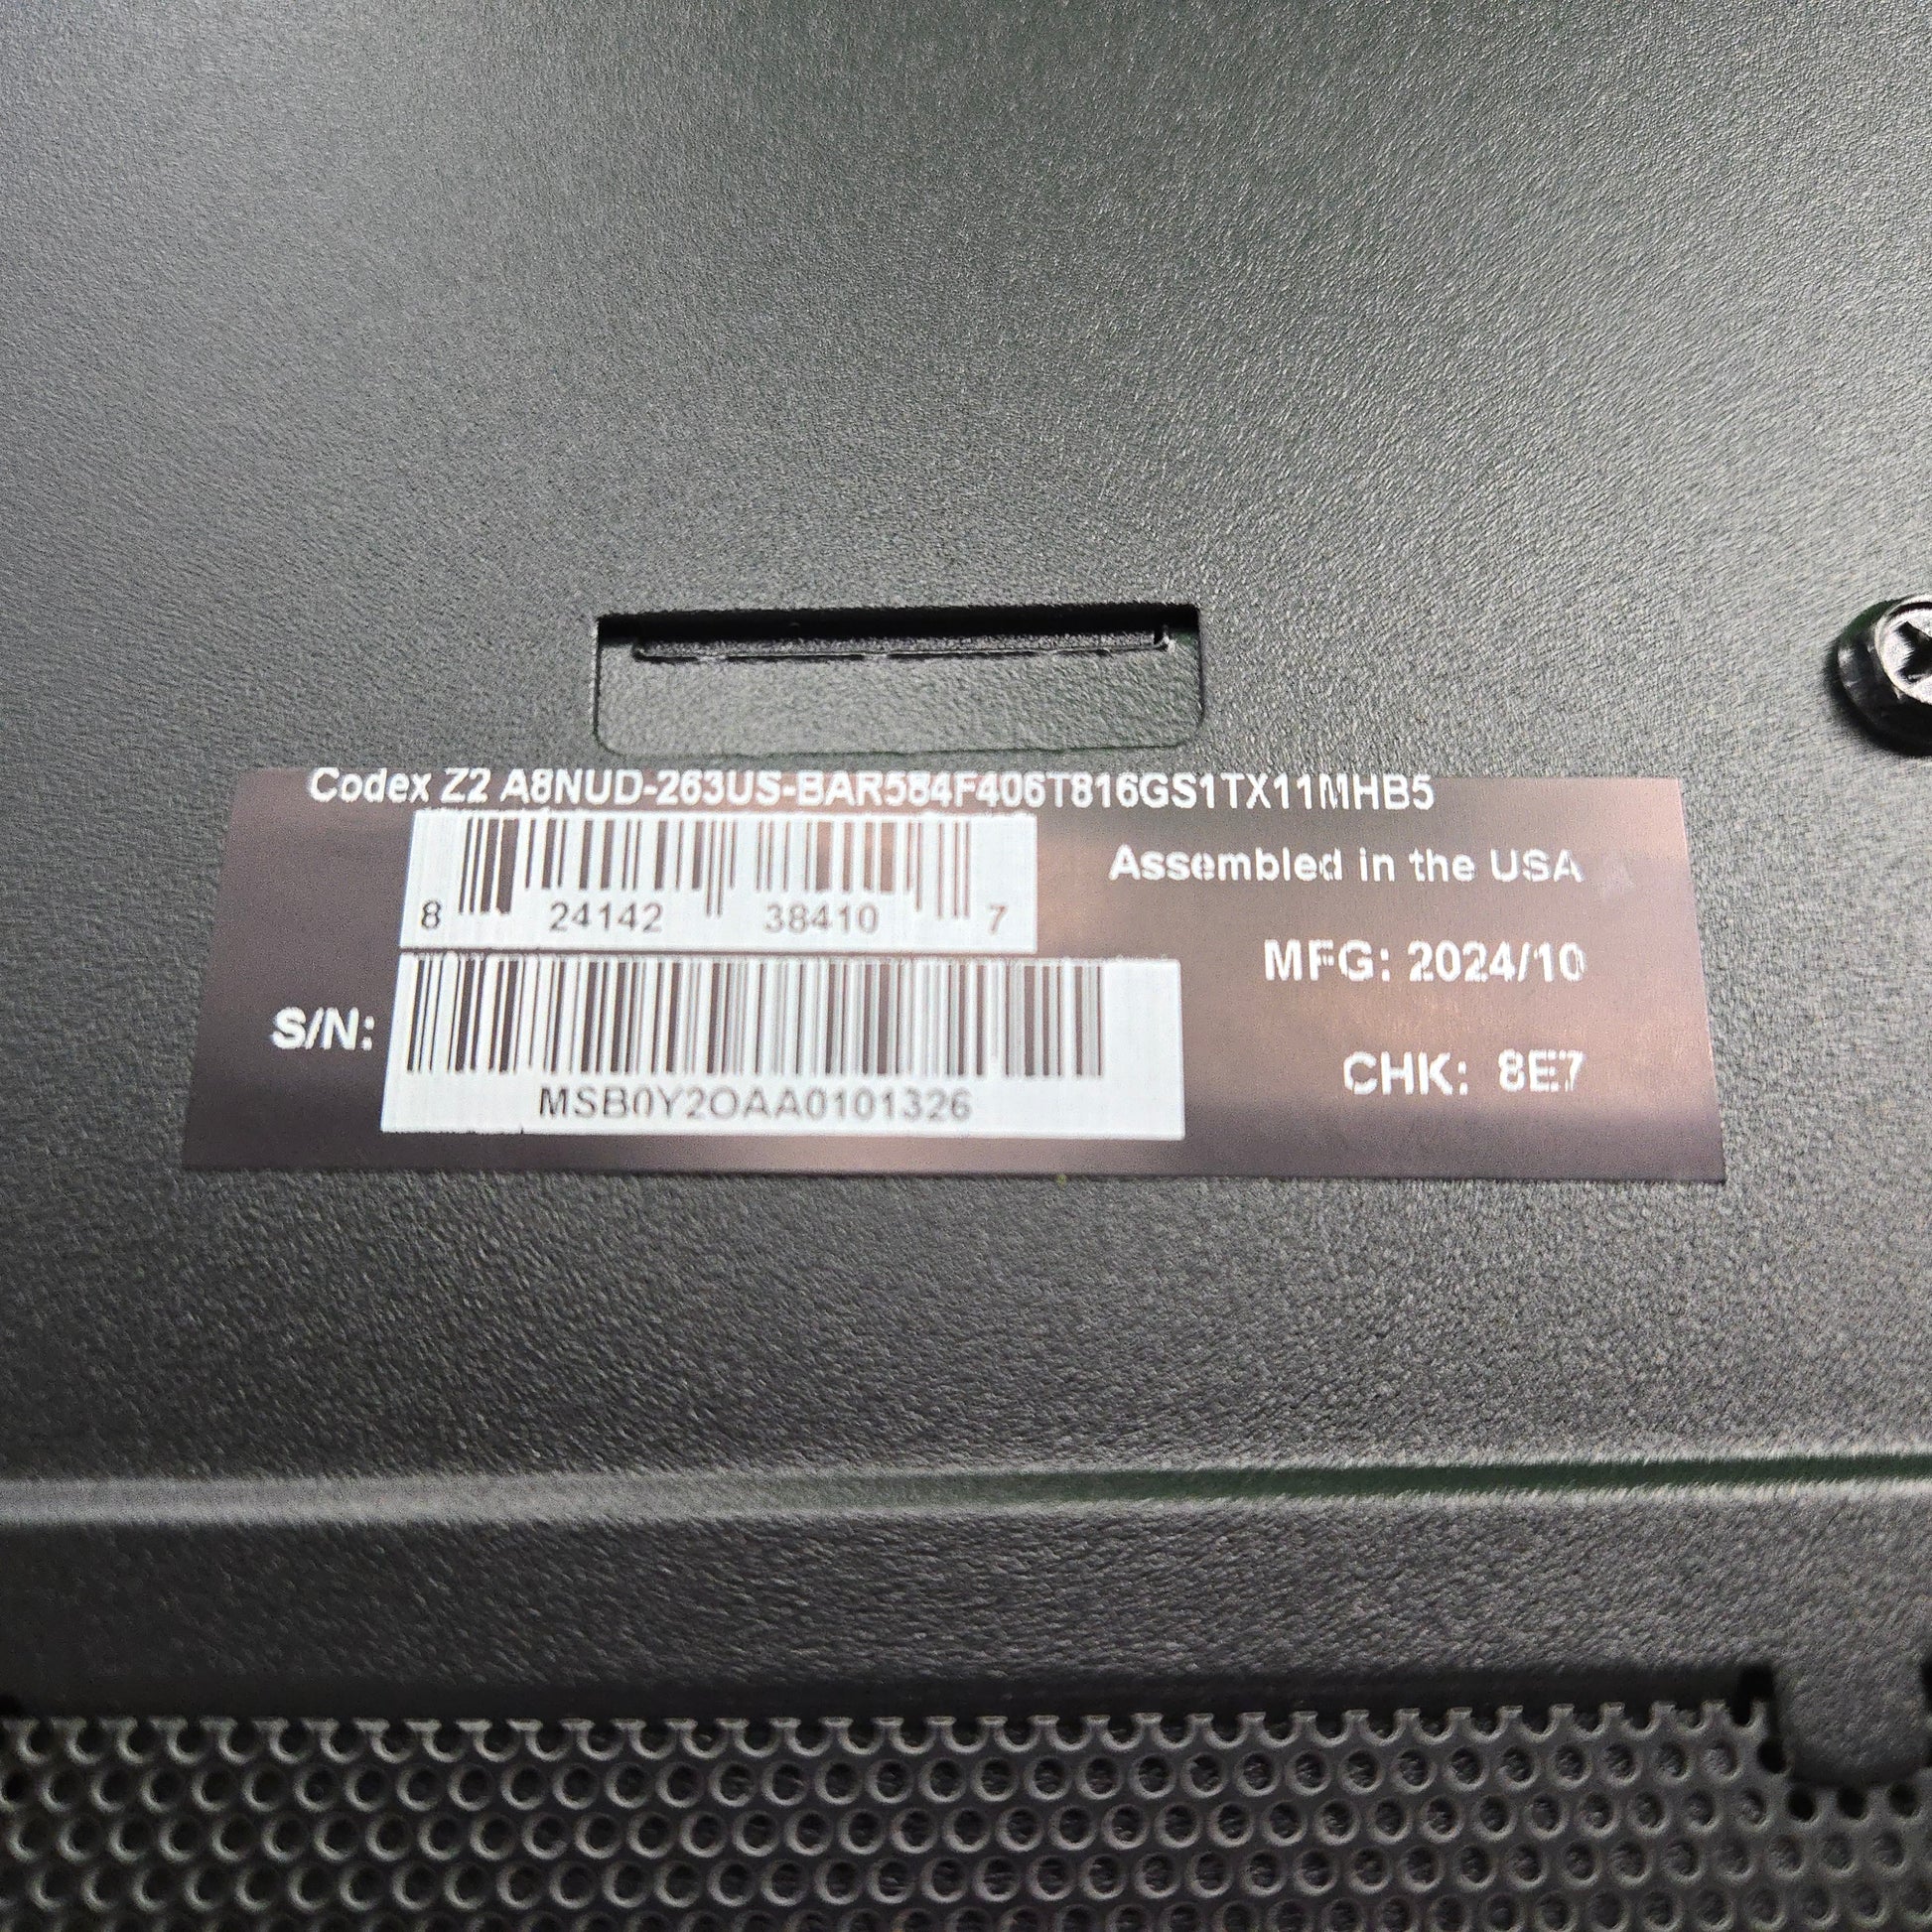 Codex Z2 A8NUD-263US-BAR584F406T816GS1TX11MHB5
Assembled in the USA
8 24142 38410 7
MFG: 2024/10
S/N:
MSB0Y2OAA0101326
CHK: 8E7